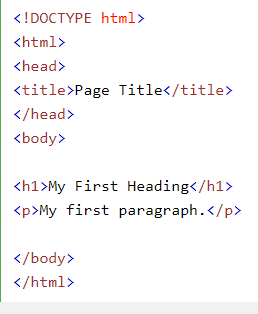 <!DOCTYPE html>
<html>
<head>
<title>Page Title</title>
</head>
<body>
<h1>My First Heading</h1>
<p>My first paragraph.</p>
</body>
</html>